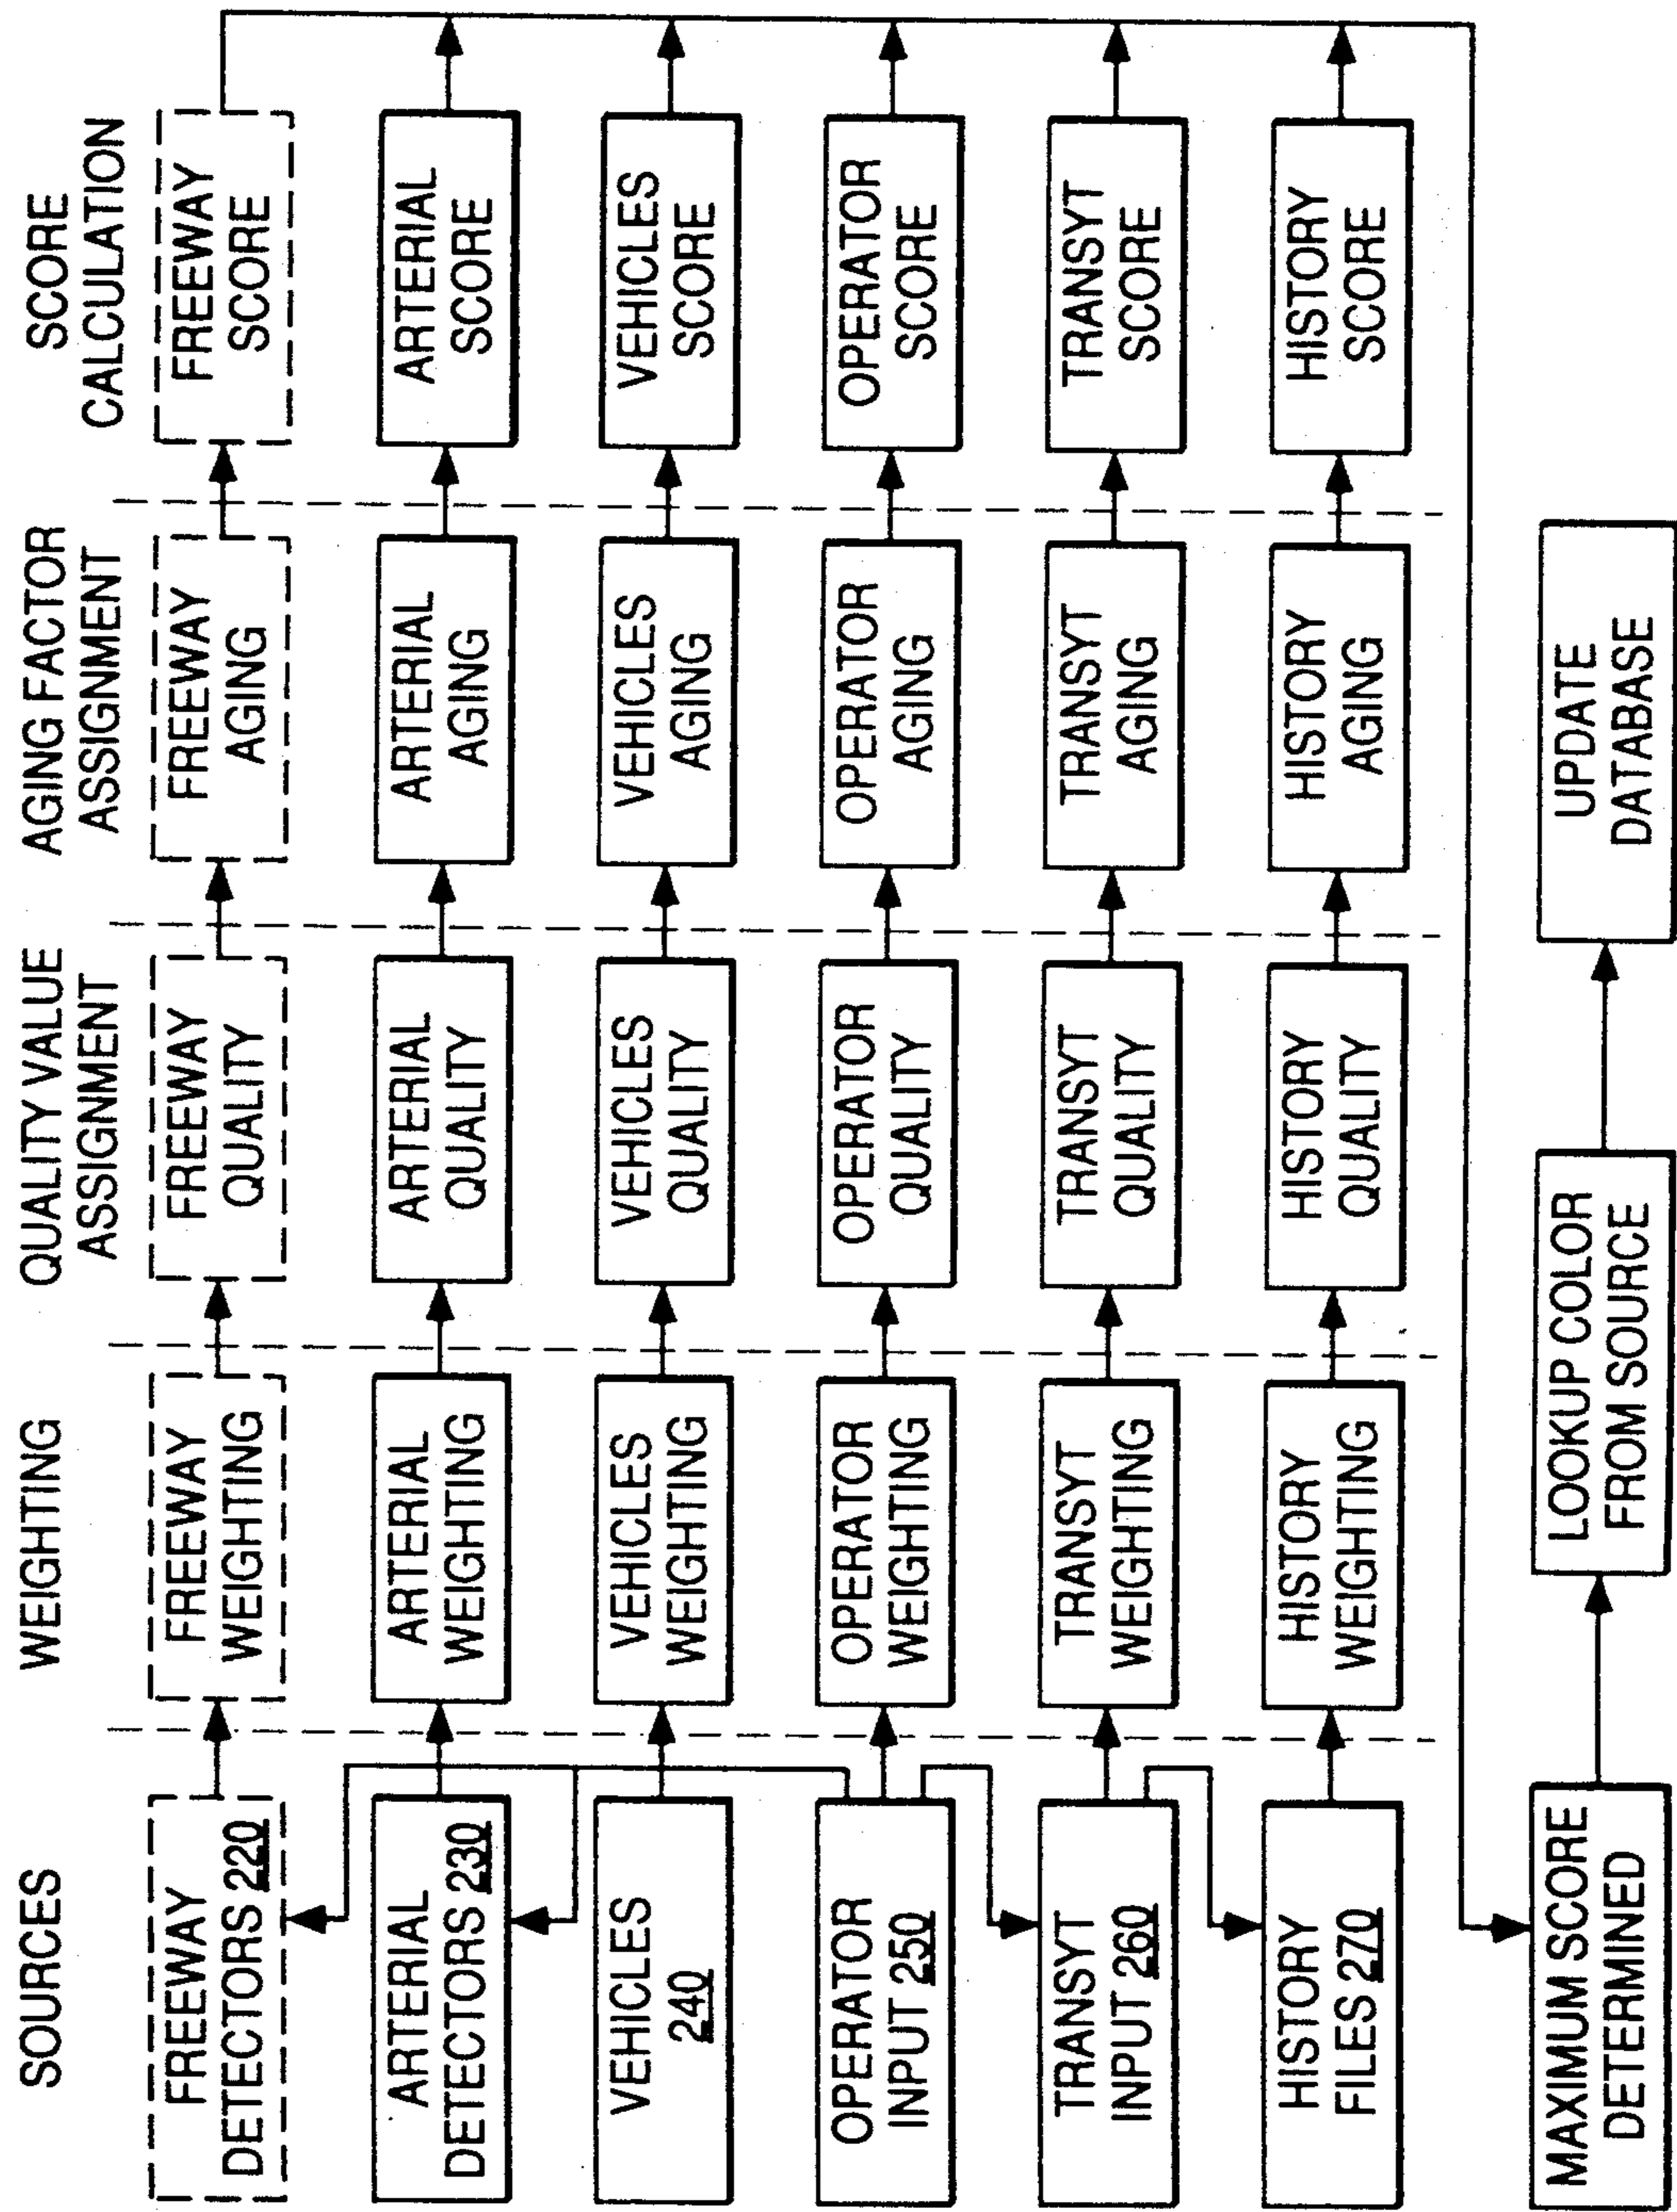 SOURCES
WEIGHTING
QUALITY VALUE
ASSIGNMENT
AGING FACTOR
ASSIGNMENT
SCORE
CALCULATION
FREEWAY
DETECTORS 220
FREEWAY
WEIGHTING
FREEWAY
QUALITY
FREEWAY
AGING
FREEWAY
SCORE
ARTERIAL
DETECTORS 230
ARTERIAL
WEIGHTING
ARTERIAL
QUALITY
ARTERIAL
AGING
ARTERIAL
SCORE
VEHICLES
240
VEHICLES
WEIGHTING
VEHICLES
QUALITY
VEHICLES
AGING
VEHICLES
SCORE
OPERATOR
INPUT 250
OPERATOR
WEIGHTING
OPERATOR
QUALITY
OPERATOR
AGING
OPERATOR
SCORE
TRANSYT
INPUT 260
TRANSYT
WEIGHTING
TRANSYT
QUALITY
TRANSYT
AGING
TRANSYT
SCORE
HISTORY
FILES 270
HISTORY
WEIGHTING
HISTORY
QUALITY
HISTORY
AGING
HISTORY
SCORE
MAXIMUM SCORE
DETERMINED
LOOKUP COLOR
FROM SOURCE
UPDATE
DATABASE